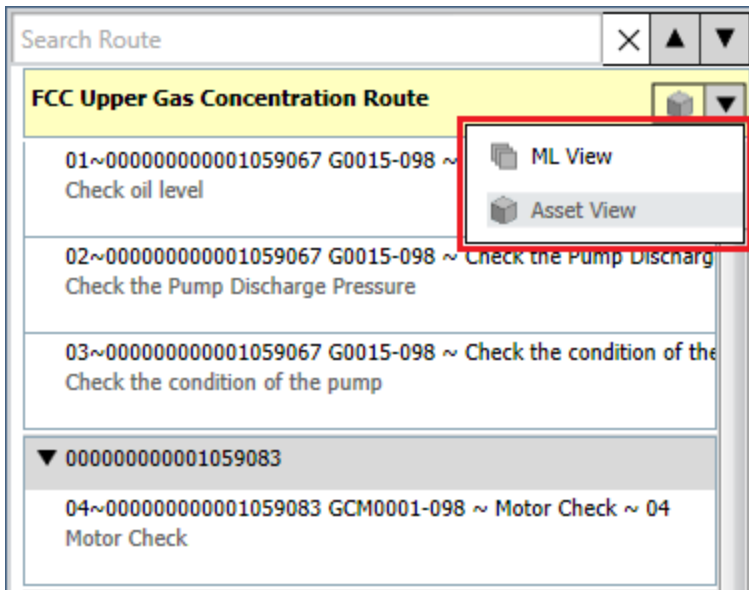 Search Route
FCC Upper Gas Concentration Route
ML View
Asset View
01~000000000001059067 G0015-098 ~
Check oil level
02~000000000001059067 G0015-098 ~ Check the Pump Discharg
Check the Pump Discharge Pressure
03~000000000001059067 G0015-098 ~ Check the condition of the
Check the condition of the pump
000000000001059083
04~000000000001059083 GCM0001-098 ~ Motor Check ~ 04
Motor Check